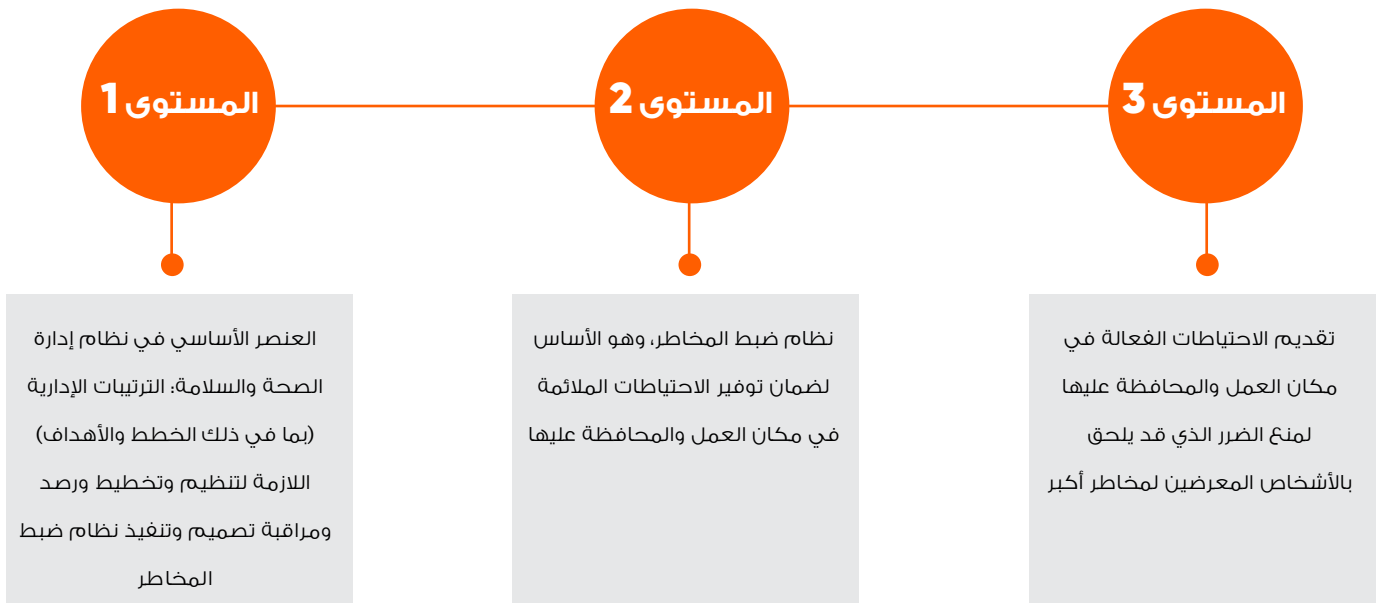 المستوى 1
العنصر الأساسي في نظام إدارة
الصحة والسلامة: الترتيبات الإدارية
(بما في ذلك الخطط والأهداف)
اللازمة لتنظيم وتخطيط ورصد
ومراقبة تصميم وتنفيذ نظام ضبط
المخاطر
المستوى 2
نظام ضبط المخاطر، وهو الأساس
لضمان توفير الاحتياطات الملائمة
في مكان العمل والمحافظة عليها
المستوى 3
تقديم الاحتياطات الفعالة في
مكان العمل والمحافظة عليها
لمنع الضرر الذي قد يلحق
بالأشخاص المعرضين لمخاطر أكبر